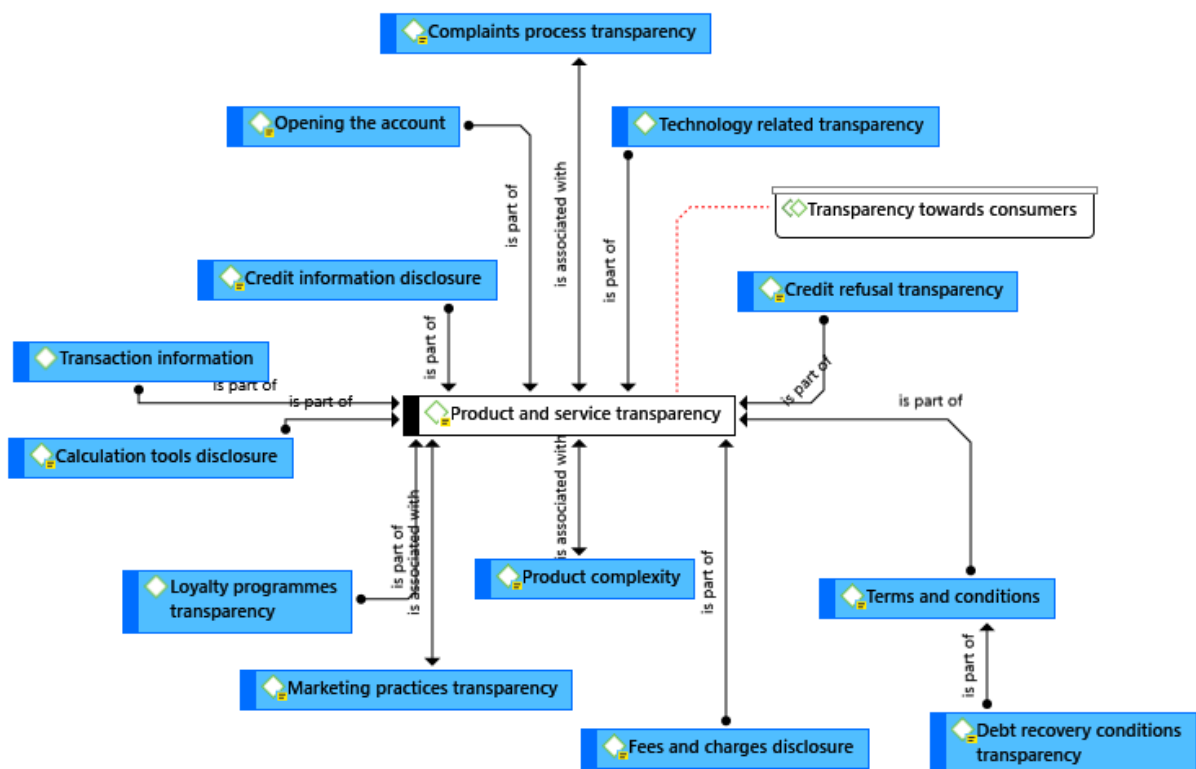 Complaints process transparency
Opening the account
Technology related transparency
is part of
is associated with
is part of
Transparency towards consumers
Credit information disclosure
Credit refusal transparency
is part of
is part of
Transaction information
is part of
is part of
is part of
Product and service transparency
Calculation tools disclosure
is part of
is associated with
is associated with
is part of
Loyalty programmes
transparency
Product complexity
Terms and conditions
is part of
Marketing practices transparency
Fees and charges disclosure
Debt recovery conditions
transparency